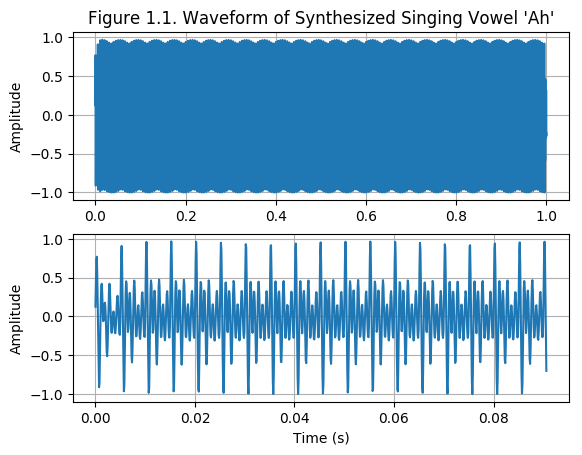 Figure 1.1. Waveform of Synthesized Singing Vowel 'Ah'
1.0
0.5
0.0
−0.5
−1.0
Amplitude
0.0 0.2 0.4 0.6 0.8 1.0
1.0
0.5
0.0
−0.5
−1.0
Amplitude
0.00 0.02 0.04 0.06 0.08
Time (s)